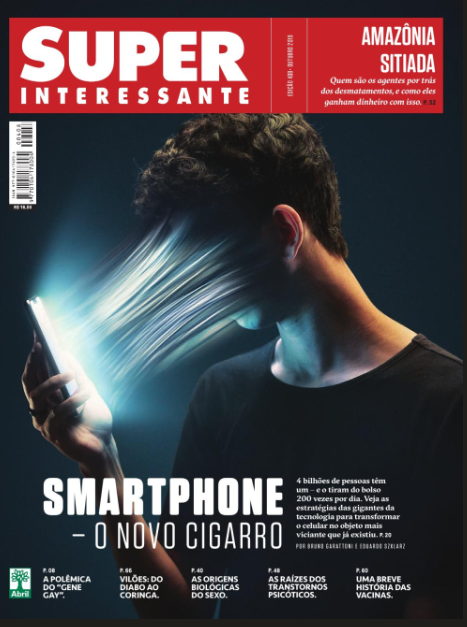 SUPER
INTERESSANTE
AMAZÔNIA
SITIADA
Quem são os agentes por trás
dos desmatamentos, e como eles
ganham dinheiro com isso. P. 32
SMARTPHONE
– O NOVO CIGARRO
4 bilhões de pessoas têm
um – e o tiram do bolso
200 vezes por dia. Veja as
estratégias das gigantes da
tecnologia para transformar
o celular no objeto mais
viciante que já existiu. P. 20
POR BRUNO GARATTONI E EDUARDO SZKLARZ
Abril
P. 08
A POLÊMICA
DO "GENE
GAY".
P. 66
VILÕES: DO
DIABO AO
CORINGA.
P. 40
AS ORIGENS
BIOLÓGICAS
DO SEXO.
P. 48
AS RAÍZES DOS
TRANSTORNOS
PSICÓTICOS.
P. 60
UMA BREVE
HISTÓRIA DAS
VACINAS.